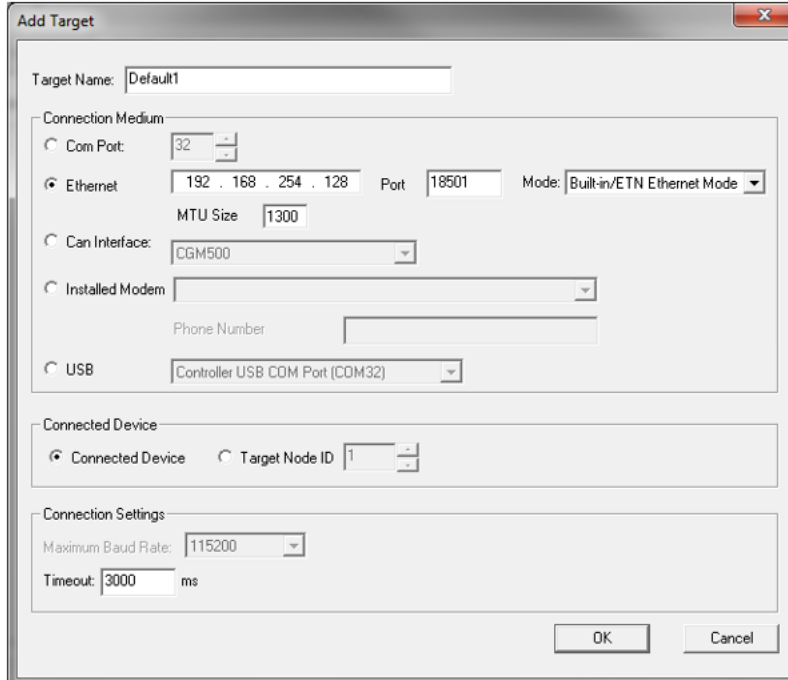 Add Target
Target Name: Default1
Connection Medium
Com Port: 32
Ethernet 192 . 168 . 254 . 128 Port 18501 Mode: Built-in/ETN Ethernet Mode
MTU Size 1300
Can Interface: CGM500
Installed Modem
Phone Number
USB Controller USB COM Port (COM32)
Connected Device
Connected Device Target Node ID 1
Connection Settings
Maximum Baud Rate: 115200
Timeout: 3000 ms
OK Cancel